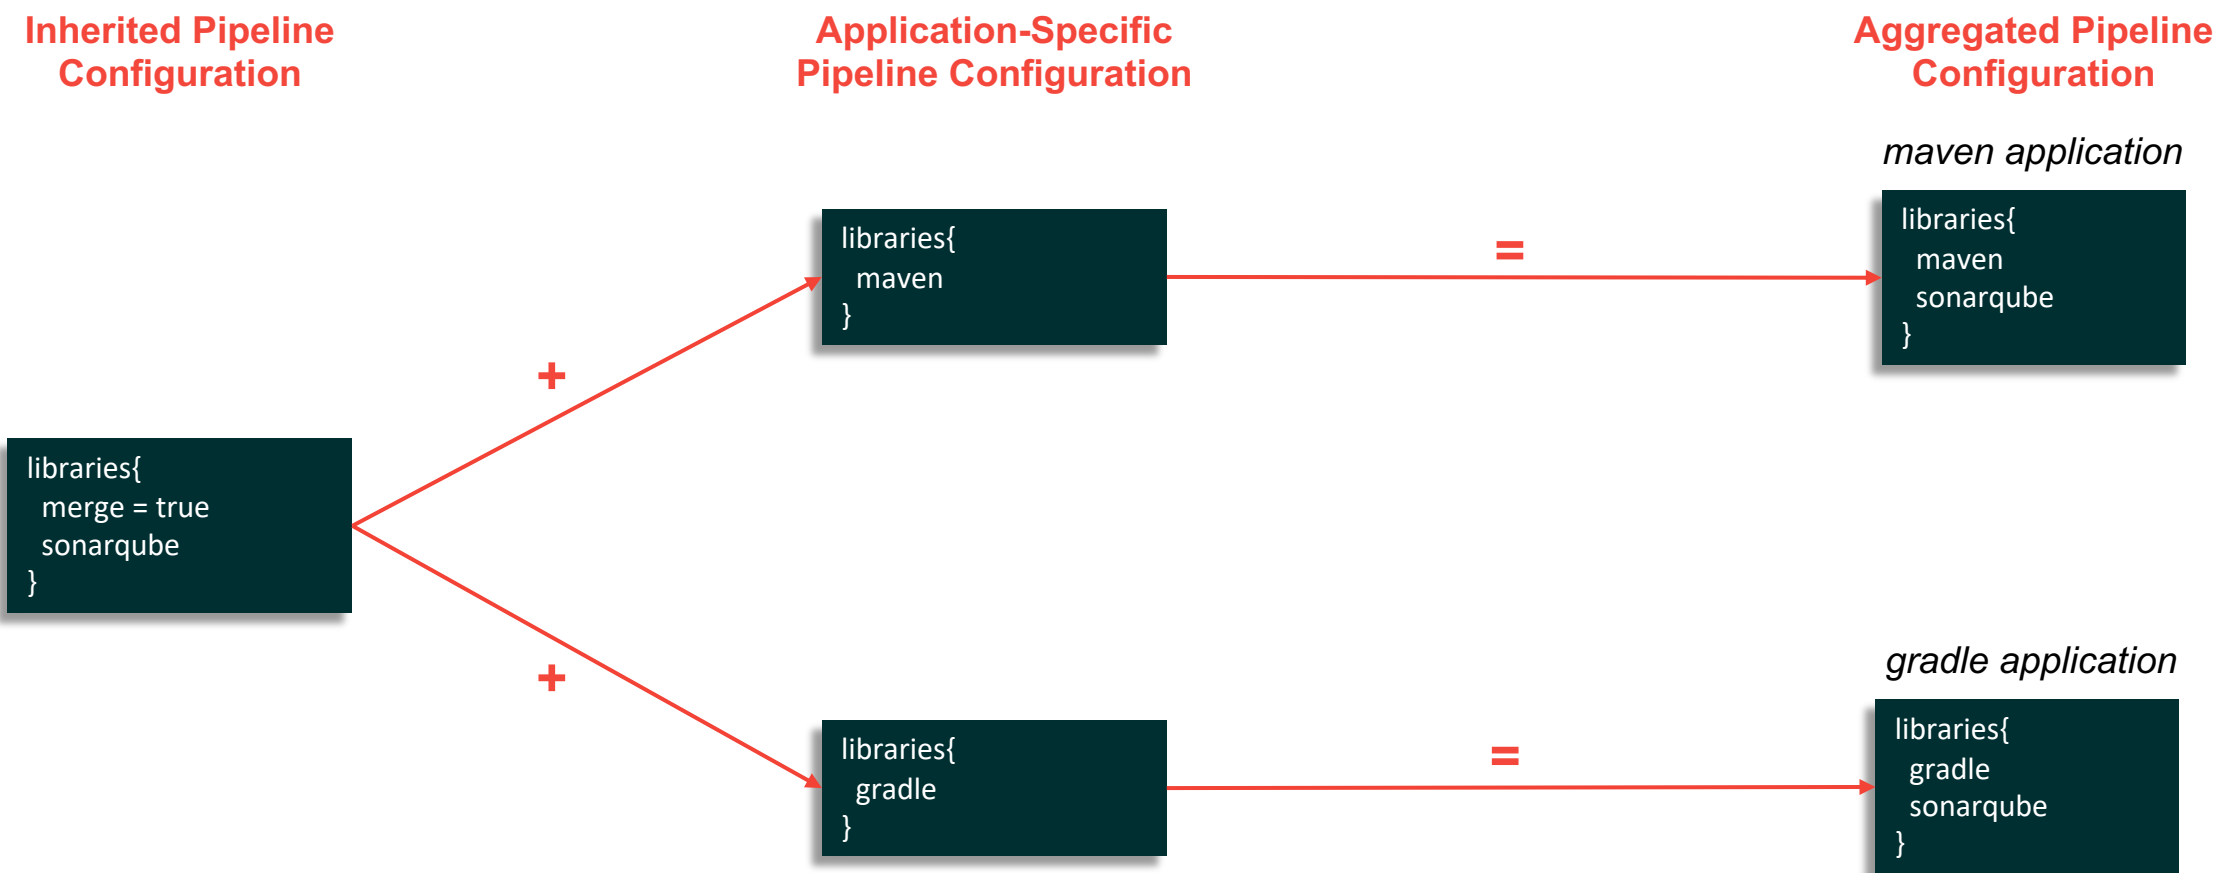 Inherited Pipeline
Configuration
Application-Specific
Pipeline Configuration
Aggregated Pipeline
Configuration
maven application
libraries{
maven
}
=
libraries{
maven
sonarqube
}
+
libraries{
merge = true
sonarqube
}
+
gradle application
libraries{
gradle
}
=
libraries{
gradle
sonarqube
}